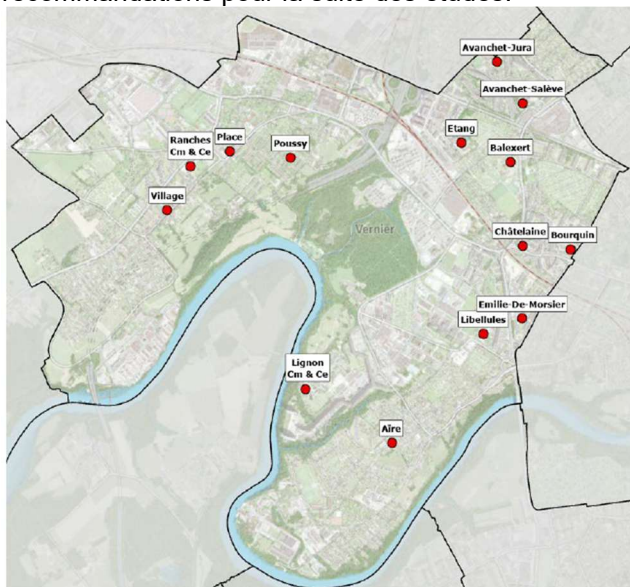 recommandations pour la suite des études.
Avanchet-Jura
Avanchet-Salève
Etang
Place
Ranches
Cm & Ce
Poussy
Balexert
Village
Vernier
Châtelaine
Bourquin
Emilie-De-Morsier
Libellules
Lignon
Cm & Ce
Aïre